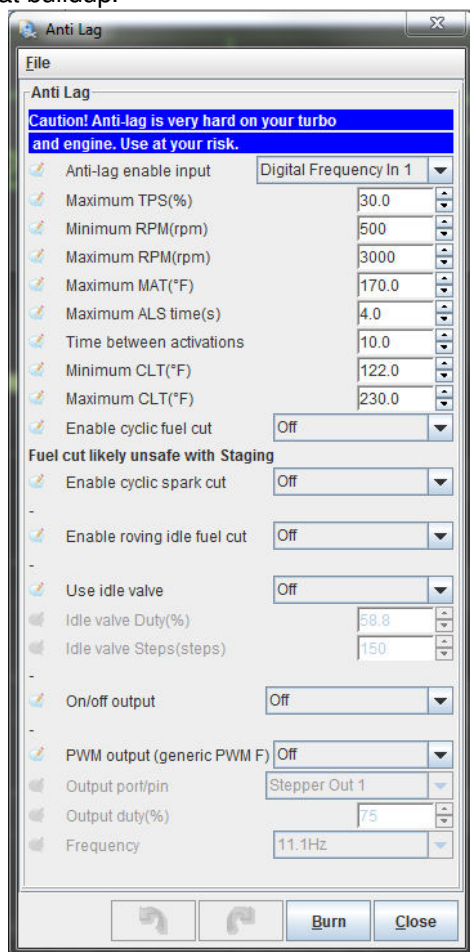 at buildup.
Anti Lag
File
Anti Lag
Caution! Anti-lag is very hard on your turbo
and engine. Use at your risk.
Anti-lag enable input Digital Frequency In 1
Maximum TPS(%) 30.0
Minimum RPM(rpm) 500
Maximum RPM(rpm) 3000
Maximum MAT(°F) 170.0
Maximum ALS time(s) 4.0
Time between activations 10.0
Minimum CLT(°F) 122.0
Maximum CLT(°F) 230.0
Enable cyclic fuel cut Off
Fuel cut likely unsafe with Staging
Enable cyclic spark cut Off
-
Enable roving idle fuel cut Off
-
Use idle valve Off
Idle valve Duty(%) 58.8
Idle valve Steps(steps) 150
-
On/off output Off
-
PWM output (generic PWM F) Off
Output port/pin Stepper Out 1
Output duty(%) 75
Frequency 11.1Hz
Burn Close